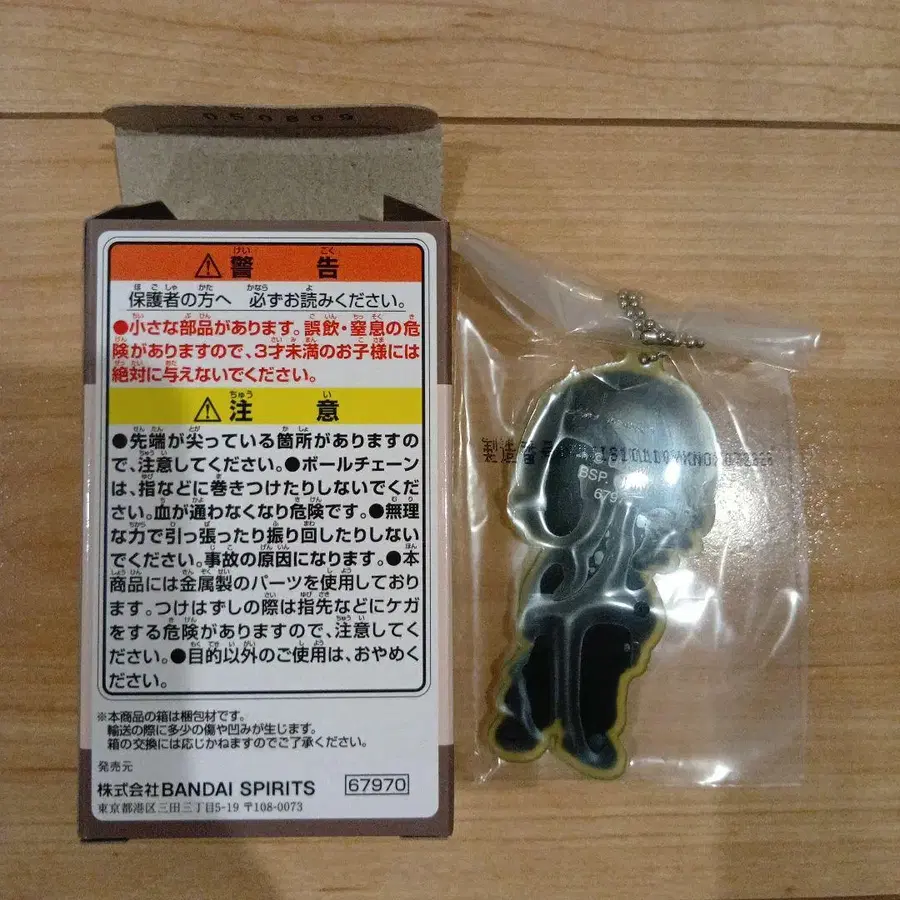 050809
警告
保護者の方へ 必ずお読みください。
●小さな部品があります。誤飲・窒息の危
険がありますので、3才未満のお子様には
絶対に与えないでください。
注意
●先端が尖っている箇所がありますの
で、注意してください。●ボールチェーン
は、指などに巻きつけたりしないでくだ
さい。血が通わなくなり危険です。●無理
な力で引っ張ったり振り回したりしない
でください。事故の原因になります。●本
商品には金属製のパーツを使用しており
ます。つけはずしの際は指先などにケガ
をする危険がありますので、注意してく
ださい。●目的以外のご使用は、おやめく
ださい。
※本商品の箱は梱包材です。
輸送の際に多少の傷や凹みが生じます。
箱の交換には応じかねますのでご了承ください。
発売元
株式会社BANDAI SPIRITS 67970
東京都港区三田三丁目5-19 〒108-0073
製造番号
BSP.